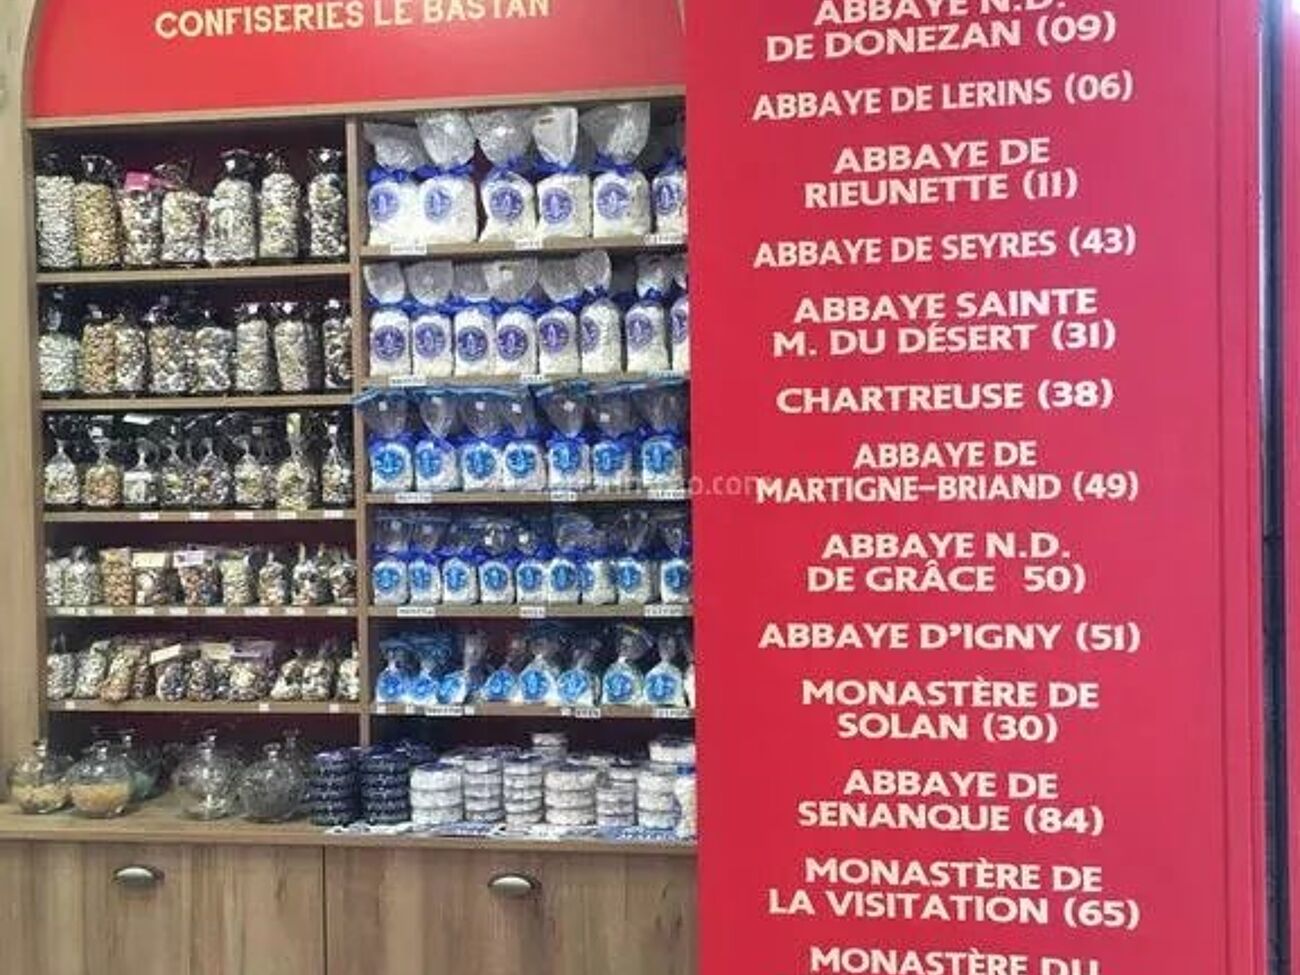 CONFISERIES LE BASTAN
ABBAYE N.D.
DE DONEZAN (09)
ABBAYE DE LERINS (06)
ABBAYE DE
RIEUNETTE (11)
ABBAYE DE SEYRES (43)
ABBAYE SAINTE
M. DU DÉSERT (31)
CHARTREUSE (38)
ABBAYE DE
MARTIGNE-BRIAND (49)
ABBAYE N.D.
DE GRÂCE 50)
ABBAYE D'IGNY (51)
MONASTÈRE DE
SOLAN (30)
ABBAYE DE
SENANQUE (84)
MONASTÈRE DE
LA VISITATION (65)
MONASTÈRE DU